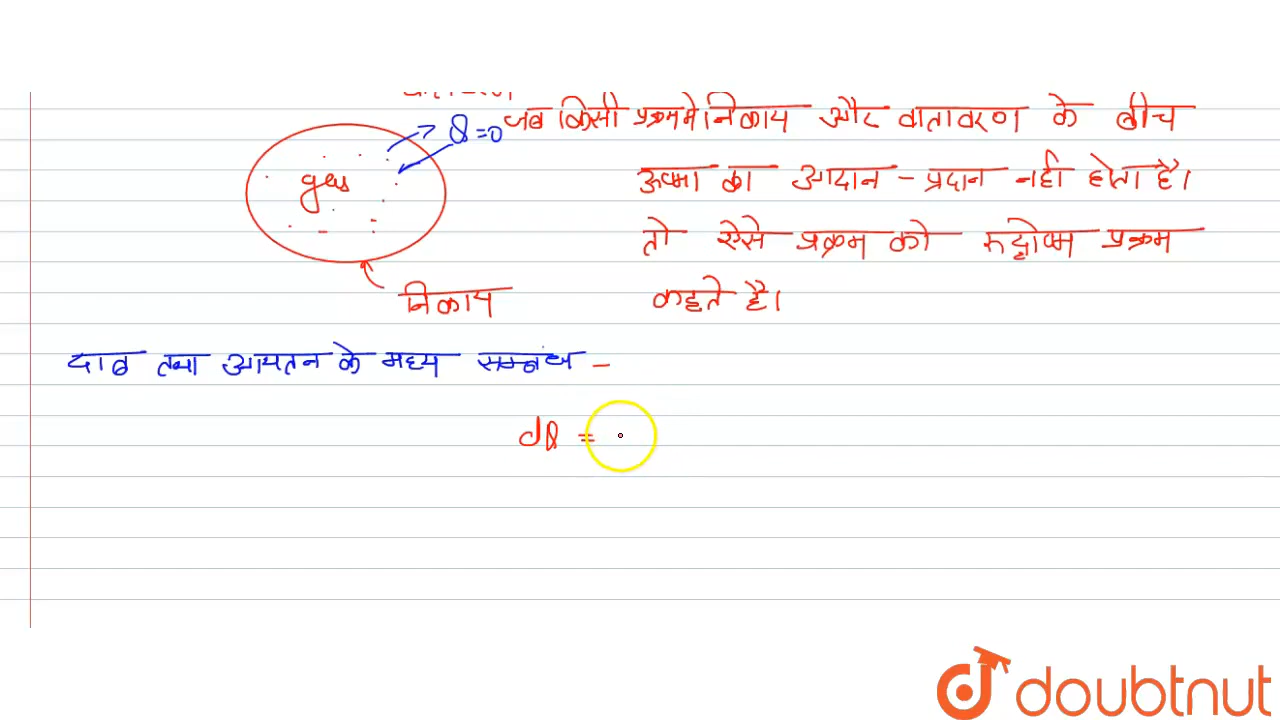 Q=0 जब किसी प्रक्रम मे निकाय और वातावरण के बीच
gas ऊष्मा का आदान - प्रदान नहीं होता है।
तो ऐसे प्रक्रम को रुद्धोष्म प्रक्रम
निकाय कहते है।
दाब तथा आयतन के मध्य सम्बंध -
dQ =
doubtnut